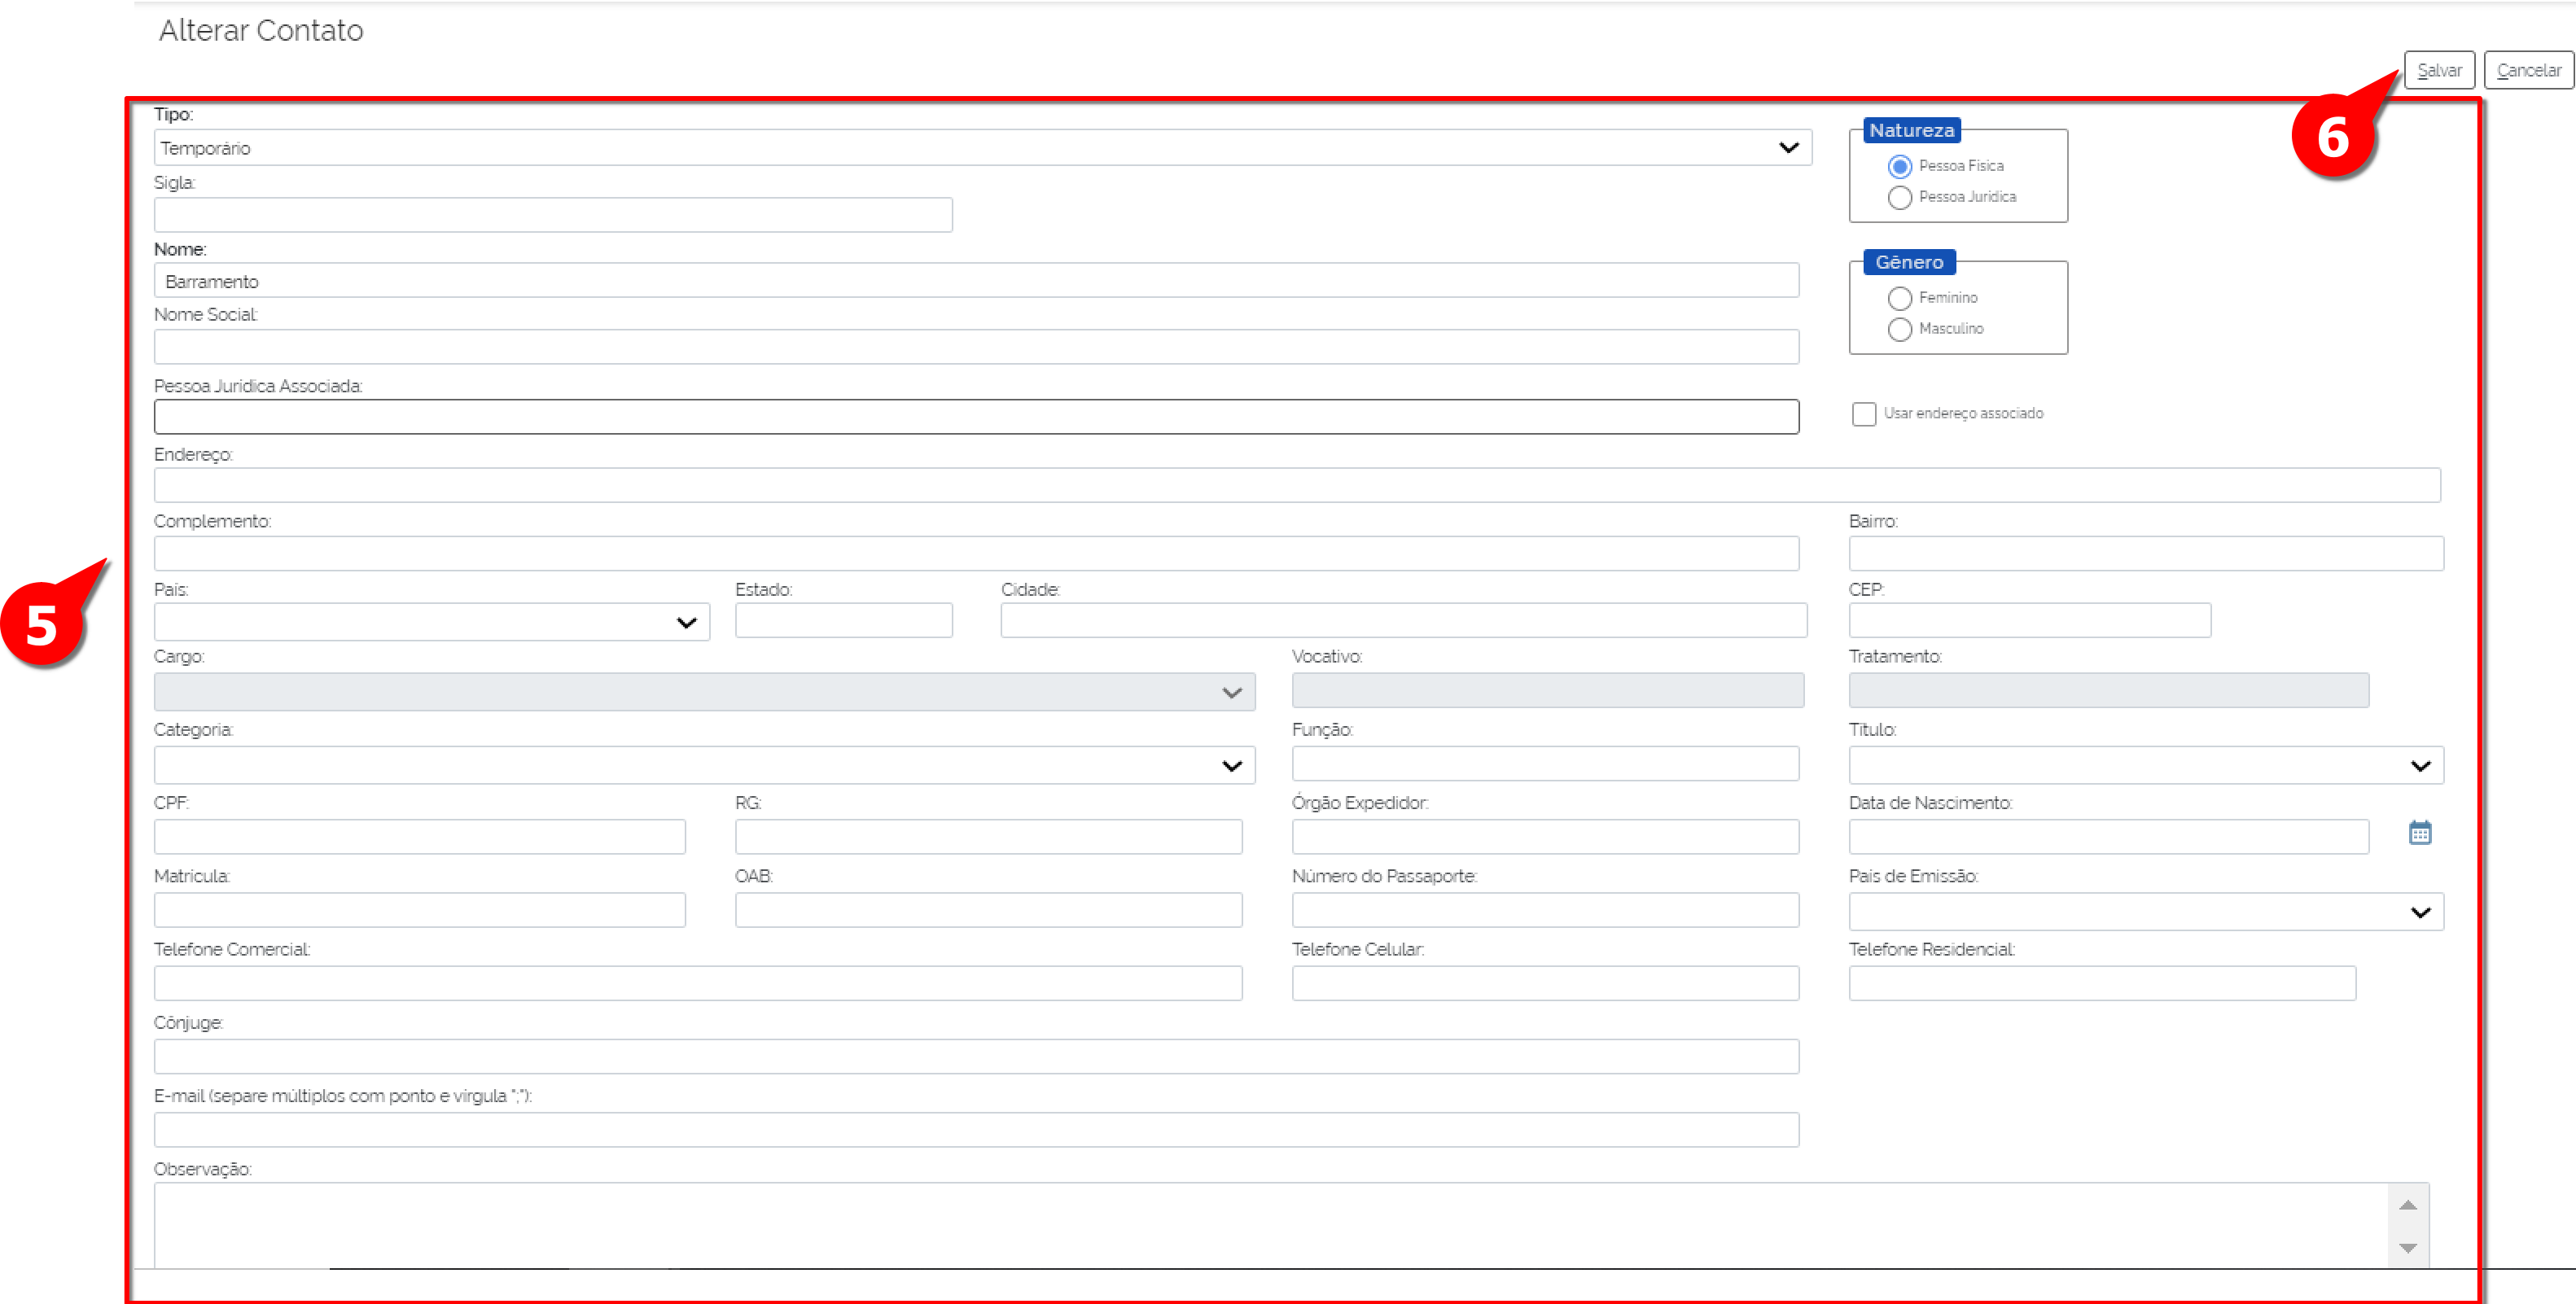 Alterar Contato
Salvar Cancelar
6
Tipo:
Temporário
Natureza
Pessoa Física
Pessoa Jurídica
Sigla:
Nome:
Barramento
Gênero
Feminino
Masculino
Nome Social:
Pessoa Jurídica Associada:
Usar endereço associado
Endereço:
Complemento: Bairro:
5
País: Estado: Cidade: CEP:
Cargo: Vocativo: Tratamento:
Categoria: Função: Título:
CPF: RG: Órgão Expedidor: Data de Nascimento:
Matrícula: OAB: Número do Passaporte: País de Emissão:
Telefone Comercial: Telefone Celular: Telefone Residencial:
Cônjuge:
E-mail (separe múltiplos com ponto e vírgula ";"):
Observação: